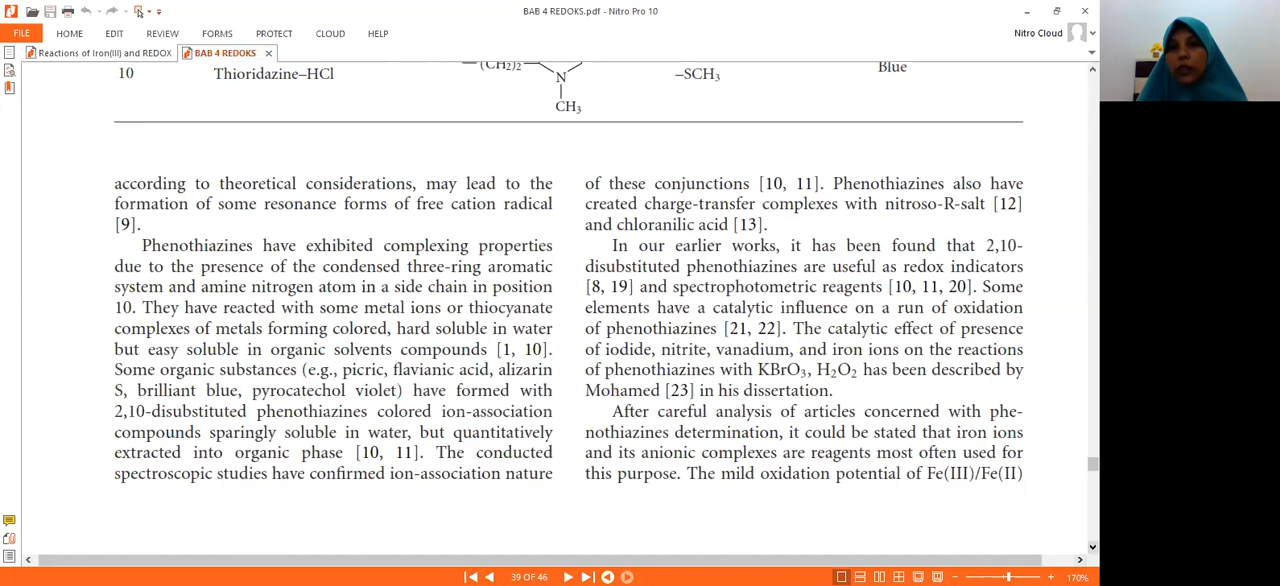 BAB 4 REDOKS.pdf - Nitro Pro 10
FILE HOME EDIT REVIEW FORMS PROTECT CLOUD HELP
Nitro Cloud
Reactions of Iron(III) and REDOX
BAB 4 REDOKS
10 Thioridazine–HCl
—(CH2)2
N
CH3
–SCH3
Blue
according to theoretical considerations, may lead to the
formation of some resonance forms of free cation radical
[9].
Phenothiazines have exhibited complexing properties
due to the presence of the condensed three-ring aromatic
system and amine nitrogen atom in a side chain in position
10. They have reacted with some metal ions or thiocyanate
complexes of metals forming colored, hard soluble in water
but easy soluble in organic solvents compounds [1, 10].
Some organic substances (e.g., picric, flavianic acid, alizarin
S, brilliant blue, pyrocatechol violet) have formed with
2,10-disubstituted phenothiazines colored ion-association
compounds sparingly soluble in water, but quantitatively
extracted into organic phase [10, 11]. The conducted
spectroscopic studies have confirmed ion-association nature
of these conjunctions [10, 11]. Phenothiazines also have
created charge-transfer complexes with nitroso-R-salt [12]
and chloranilic acid [13].
In our earlier works, it has been found that 2,10-
disubstituted phenothiazines are useful as redox indicators
[8, 19] and spectrophotometric reagents [10, 11, 20]. Some
elements have a catalytic influence on a run of oxidation
of phenothiazines [21, 22]. The catalytic effect of presence
of iodide, nitrite, vanadium, and iron ions on the reactions
of phenothiazines with KBrO3, H2O2 has been described by
Mohamed [23] in his dissertation.
After careful analysis of articles concerned with phe-
nothiazines determination, it could be stated that iron ions
and its anionic complexes are reagents most often used for
this purpose. The mild oxidation potential of Fe(III)/Fe(II)
39 OF 46
170%